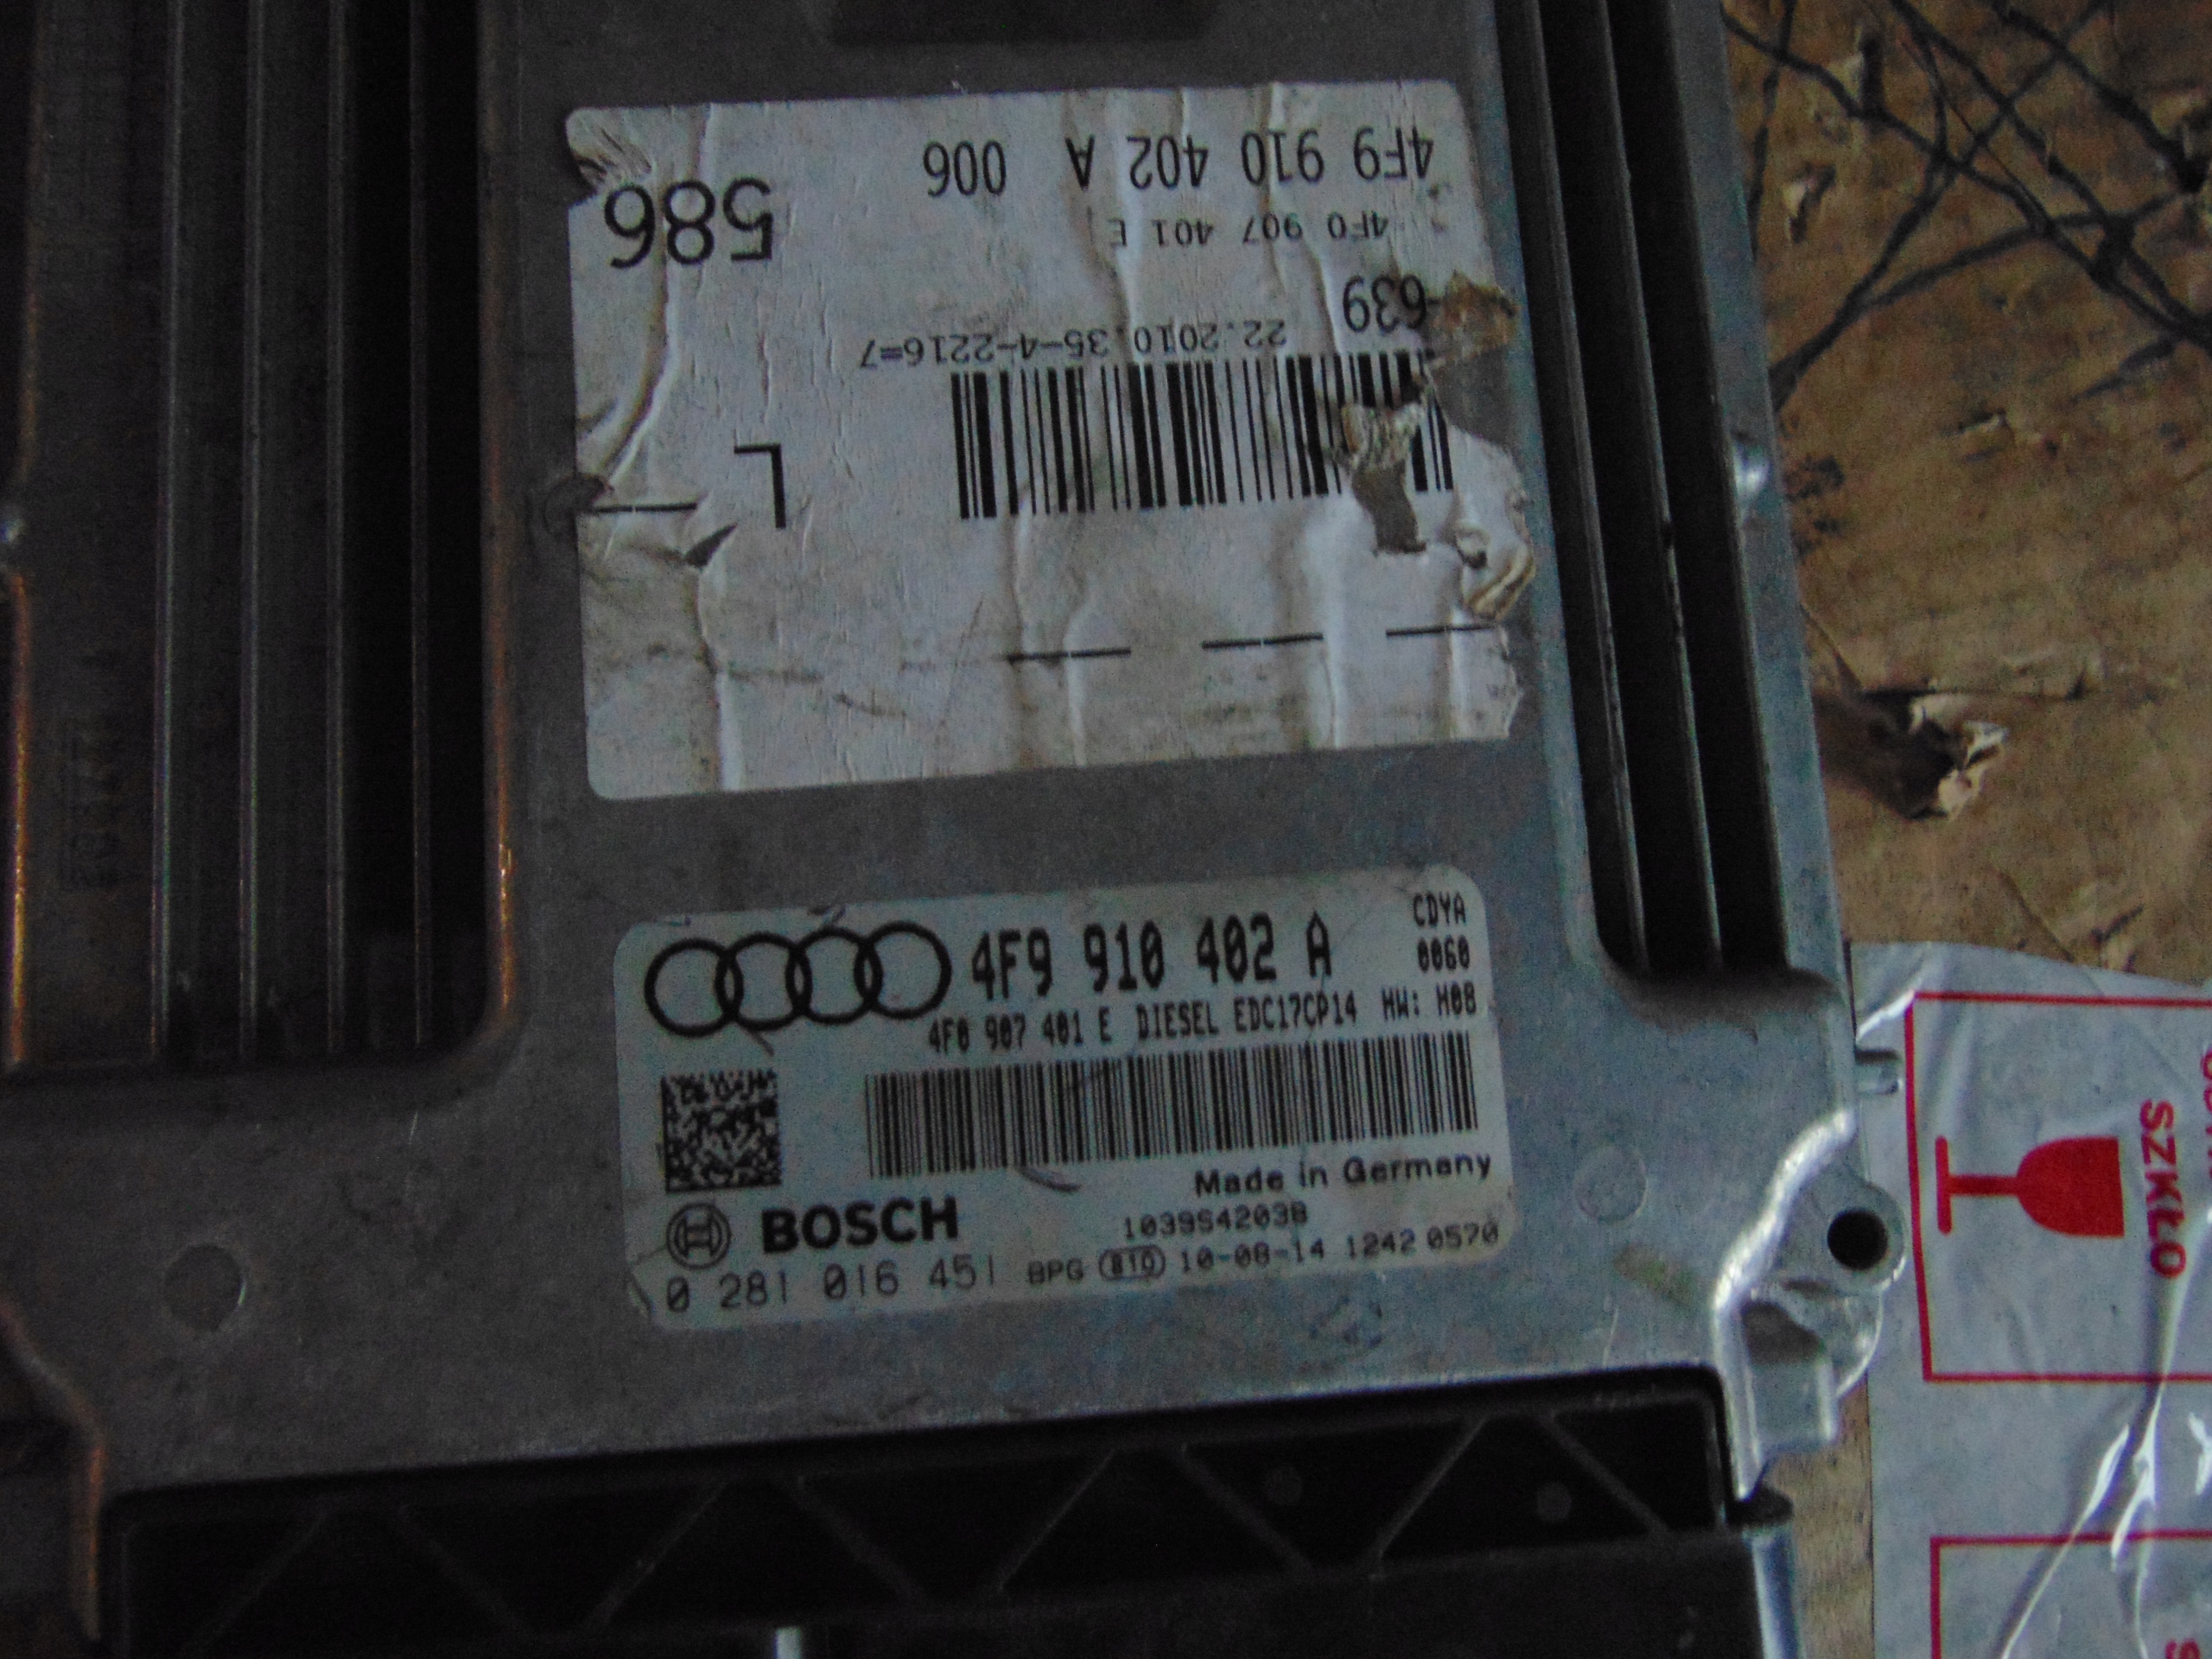 4F9 910 402 A 006
4F0 907 401 E
586
639
22.2010.35-4-2216=7
L
4F9 910 402 A
CDYA
0060
4F0 907 401 E DIESEL EDC17CP14 HW: H08
Made in Germany
BOSCH
1039S42038
0 281 016 451 BPG 810 10-08-14 1242 0570
SZKŁO